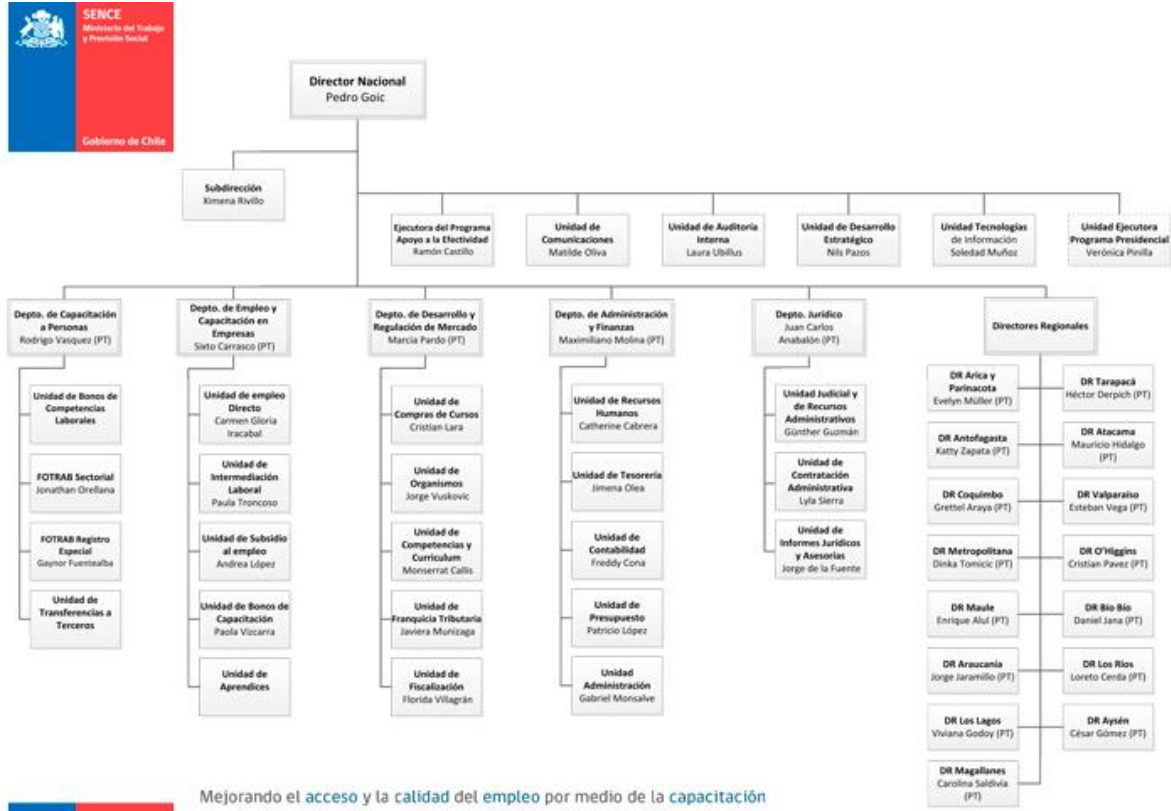 SENCE
Ministerio del Trabajo
y Previsión Social
Gobierno de Chile
Director Nacional
Pedro Goic
Subdirección
Ximena Rivillo
Ejecutora del Programa
Apoyo a la Efectividad
Ramón Castillo
Unidad de
Comunicaciones
Matilde Oliva
Unidad de Auditoría
Interna
Laura Ubillus
Unidad de Desarrollo
Estratégico
Nils Pazos
Unidad Tecnologías
de Información
Soledad Muñoz
Unidad Ejecutora
Programa Presidencial
Verónica Pinilla
Depto. de Capacitación
a Personas
Rodrigo Vasquez (PT)
Unidad de Bonos de
Competencias
Laborales
FOTRAB Sectorial
Jonathan Orellana
FOTRAB Registro
Especial
Gaynor Fuentealba
Unidad de
Transferencias a
Terceros
Depto. de Empleo y
Capacitación en
Empresas
Sixto Carrasco (PT)
Unidad de empleo
Directo
Carmen Gloria
Iracabal
Unidad de
Intermediación
Laboral
Paula Troncoso
Unidad de Subsidio
al empleo
Andrea López
Unidad de Bonos de
Capacitación
Paola Vizcarra
Unidad de
Aprendices
Depto. de Desarrollo y
Regulación de Mercado
Marcia Pardo (PT)
Unidad de
Compras de Cursos
Cristian Lara
Unidad de
Organismos
Jorge Vuskovic
Unidad de
Competencias y
Curriculum
Monserrat Callis
Unidad de
Franquicia Tributaria
Javiera Munizaga
Unidad de
Fiscalización
Florida Villagrán
Depto. de Administración
y Finanzas
Maximiliano Molina (PT)
Unidad de Recursos
Humanos
Catherine Cabrera
Unidad de Tesorería
Jimena Olea
Unidad de
Contabilidad
Freddy Cona
Unidad de
Presupuesto
Patricio López
Unidad
Administración
Gabriel Monsalve
Depto. Jurídico
Juan Carlos
Anabalón (PT)
Unidad Judicial y
de Recursos
Administrativos
Günther Guzmán
Unidad de
Contratación
Administrativa
Lyla Sierra
Unidad de
Informes Jurídicos
y Asesorias
Jorge de la Fuente
Directores Regionales
DR Arica y
Parinacota
Evelyn Müller (PT)
DR Tarapacá
Héctor Derpich (PT)
DR Antofagasta
Katty Zapata (PT)
DR Atacama
Mauricio Hidalgo
(PT)
DR Coquimbo
Grettel Araya (PT)
DR Valparaiso
Esteban Vega (PT)
DR Metropolitana
Dinka Tomicic (PT)
DR O'Higgins
Cristian Pavez (PT)
DR Maule
Enrique Alul (PT)
DR Bío Bío
Daniel Jana (PT)
DR Araucanía
Jorge Jaramillo (PT)
DR Los Ríos
Loreto Cerda (PT)
DR Los Lagos
Viviana Godoy (PT)
DR Aysén
César Gómez (PT)
DR Magallanes
Carolina Saldivia
(PT)
Mejorando el acceso y la calidad del empleo por medio de la capacitación